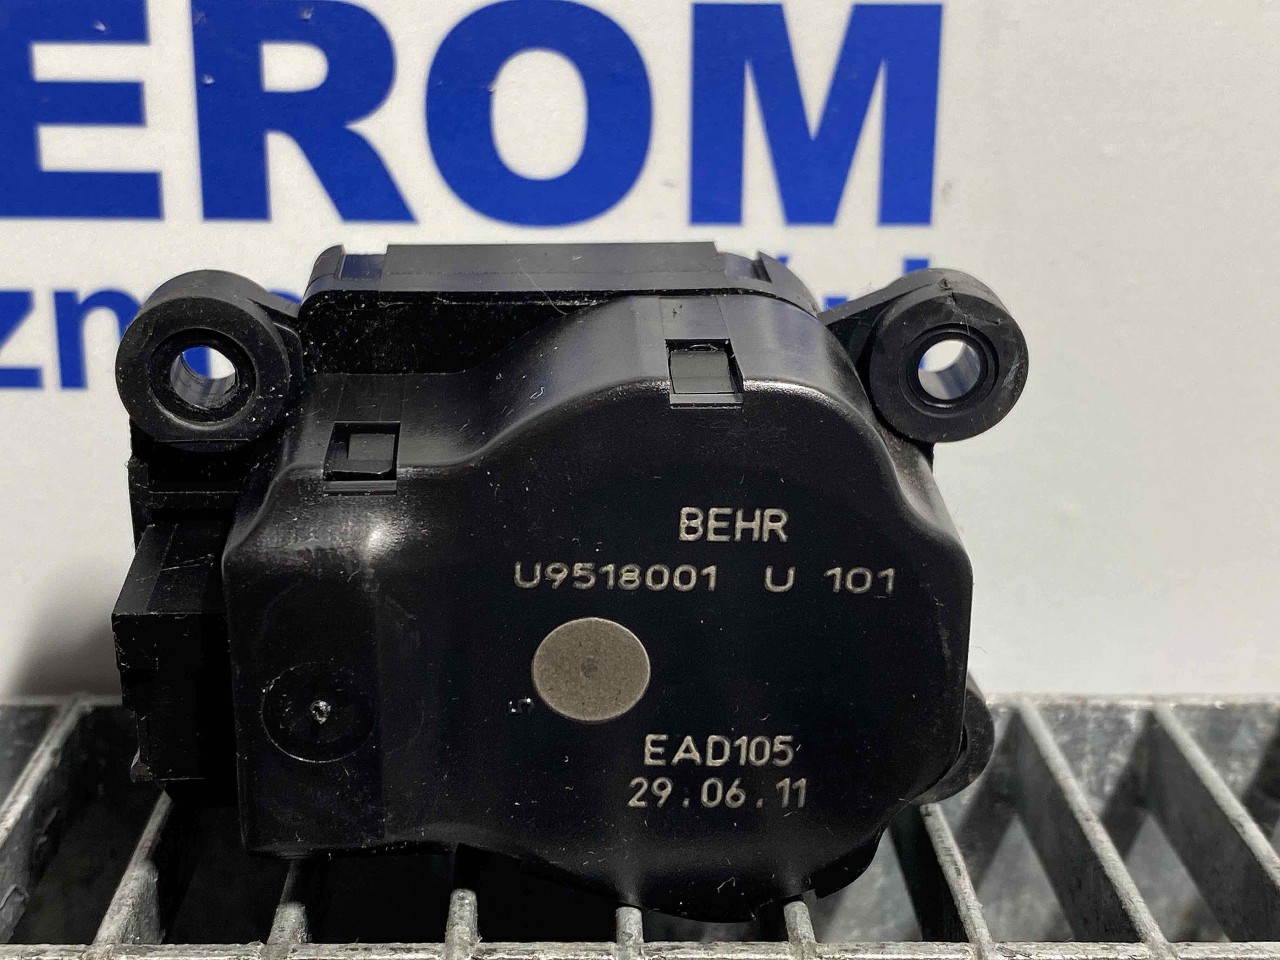 EROM
BEHR
U9518001 U 101
EAD105
29.06.11